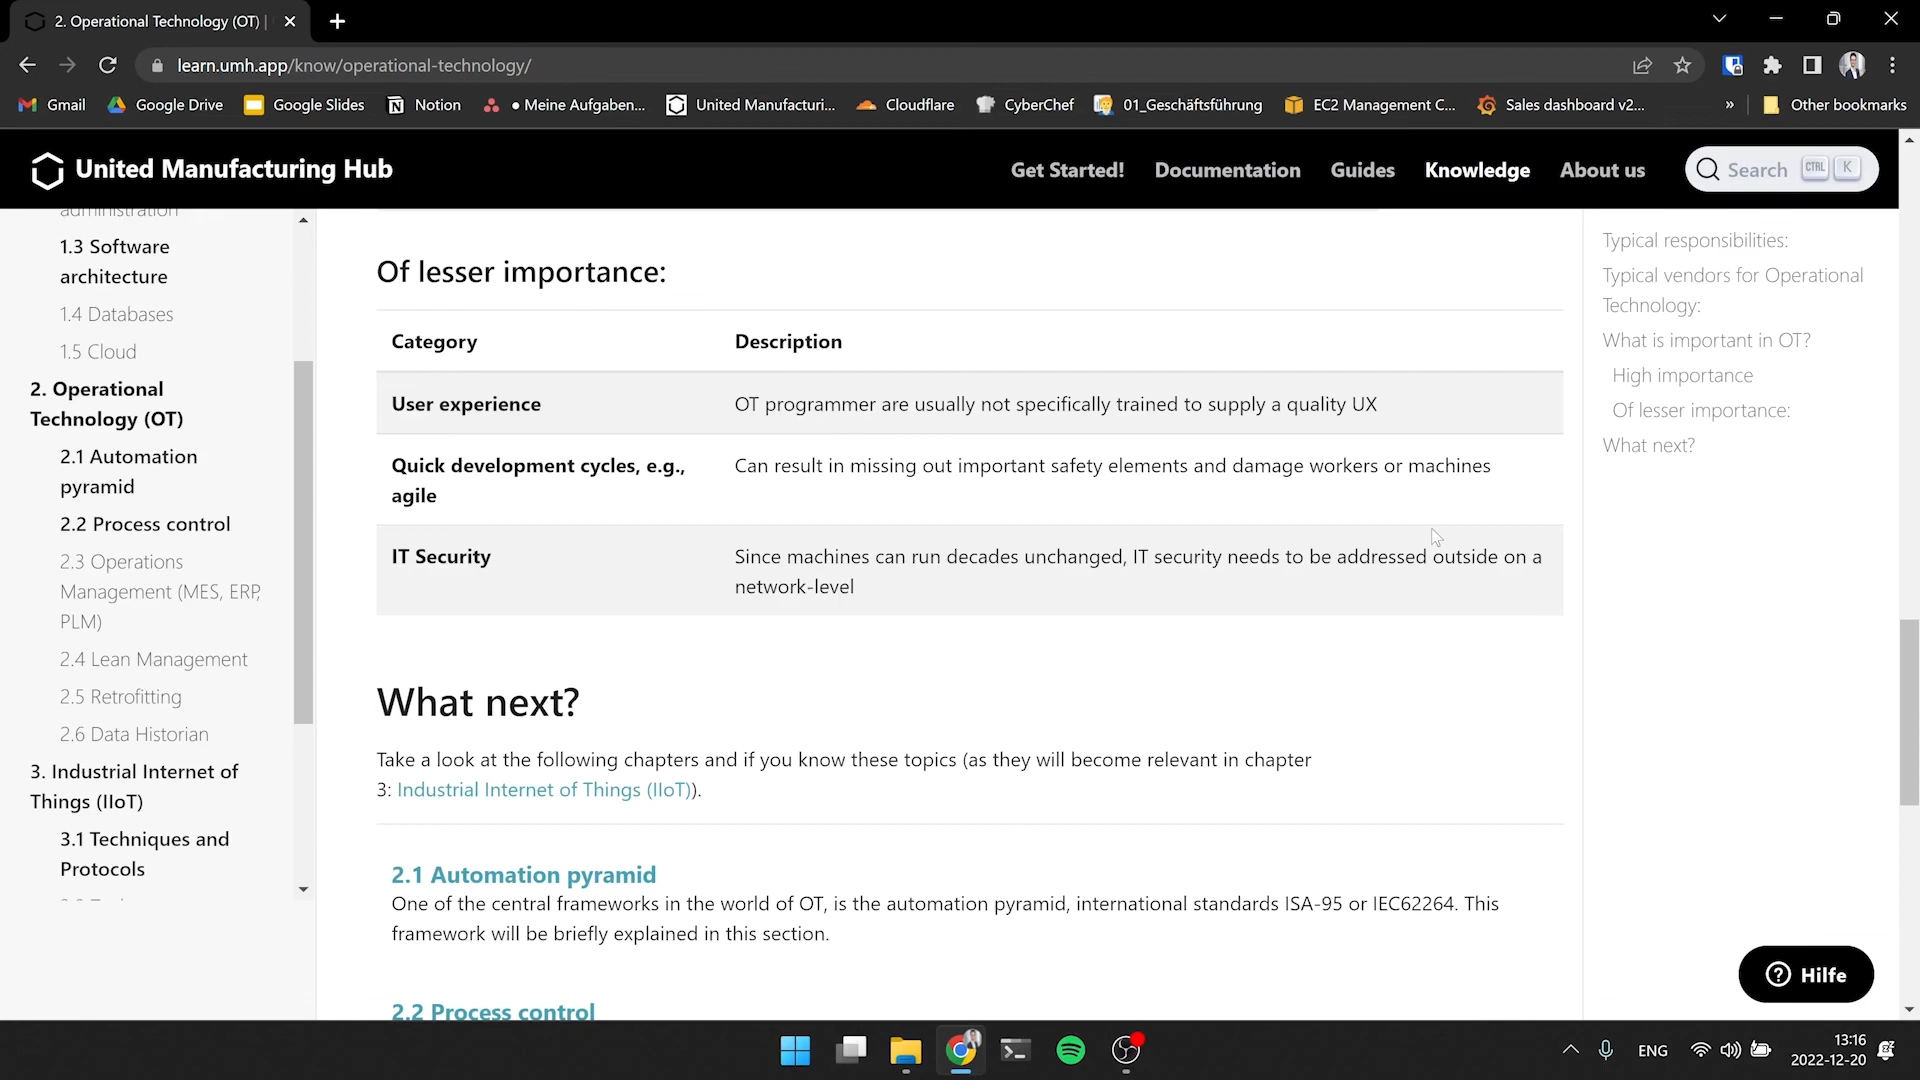 2. Operational Technology (OT) |
learn.umh.app/know/operational-technology/
Gmail
Google Drive
Google Slides
Notion
• Meine Aufgaben...
United Manufacturi...
Cloudflare
CyberChef
01_Geschäftsführung
EC2 Management C...
Sales dashboard v2...
»
Other bookmarks
United Manufacturing Hub
Get Started!
Documentation
Guides
Knowledge
About us
Search CTRL K
administration
1.3 Software
architecture
1.4 Databases
1.5 Cloud
2. Operational
Technology (OT)
2.1 Automation
pyramid
2.2 Process control
2.3 Operations
Management (MES, ERP,
PLM)
2.4 Lean Management
2.5 Retrofitting
2.6 Data Historian
3. Industrial Internet of
Things (IIoT)
3.1 Techniques and
Protocols
Of lesser importance:
Category Description
User experience OT programmer are usually not specifically trained to supply a quality UX
Quick development cycles, e.g., Can result in missing out important safety elements and damage workers or machines
agile
IT Security Since machines can run decades unchanged, IT security needs to be addressed outside on a
network-level
What next?
Take a look at the following chapters and if you know these topics (as they will become relevant in chapter
3: Industrial Internet of Things (IIoT)).
2.1 Automation pyramid
One of the central frameworks in the world of OT, is the automation pyramid, international standards ISA-95 or IEC62264. This
framework will be briefly explained in this section.
2.2 Process control
Typical responsibilities:
Typical vendors for Operational
Technology:
What is important in OT?
High importance
Of lesser importance:
What next?
Hilfe
ENG
13:16
2022-12-20